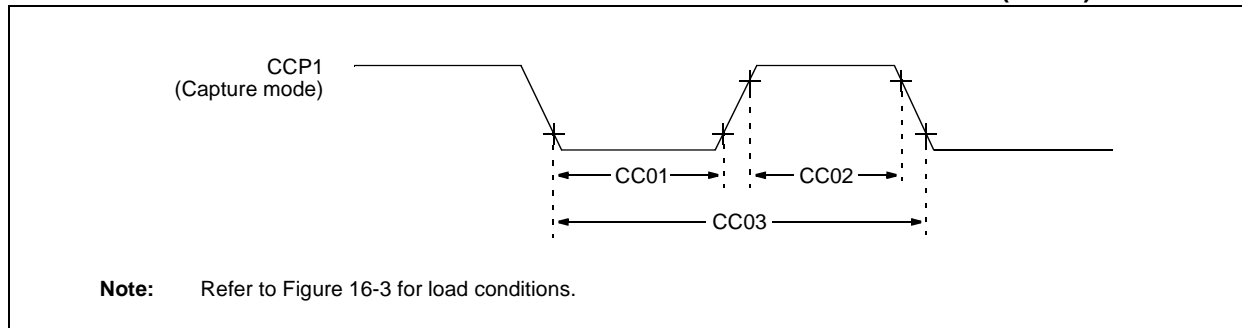 CCP1
(Capture mode)
CC01
CC02
CC03
Note: Refer to Figure 16-3 for load conditions.